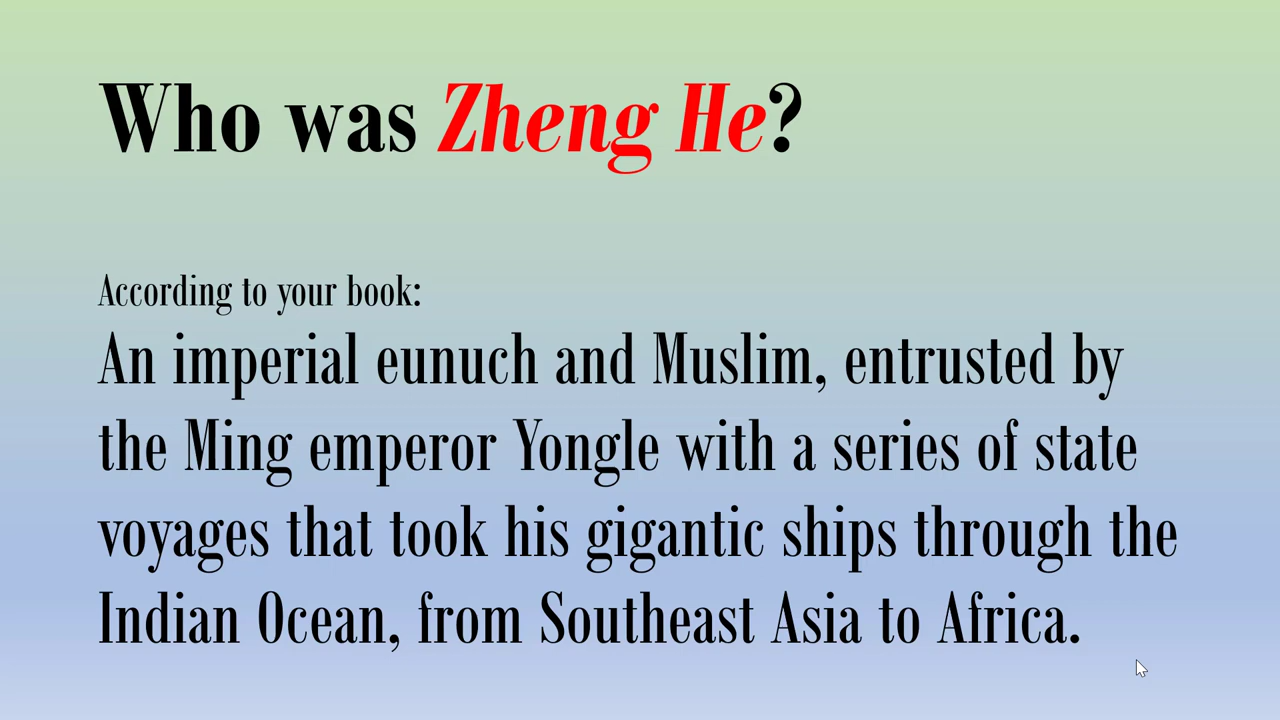 Who was Zheng He?
According to your book:
An imperial eunuch and Muslim, entrusted by
the Ming emperor Yongle with a series of state
voyages that took his gigantic ships through the
Indian Ocean, from Southeast Asia to Africa.